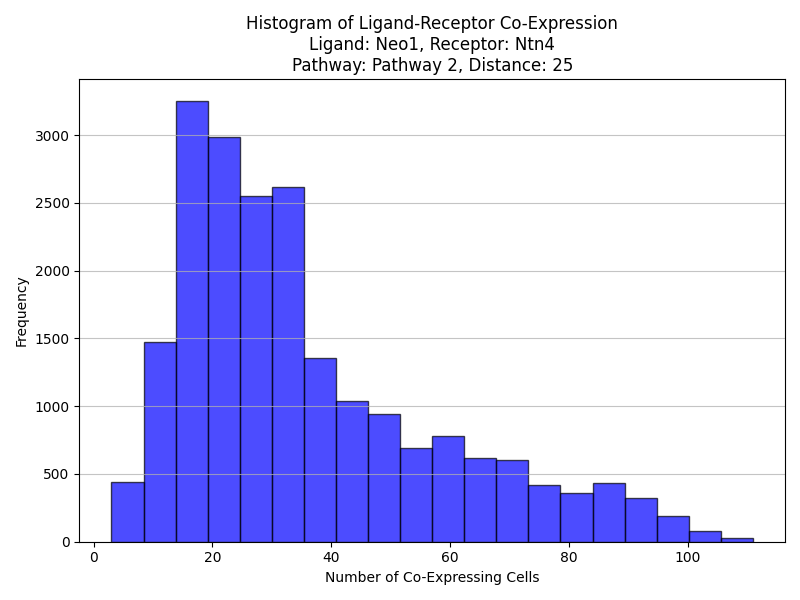 Histogram of Ligand-Receptor Co-Expression
Ligand: Neo1, Receptor: Ntn4
Pathway: Pathway 2, Distance: 25
Frequency
3000
2500
2000
1500
1000
500
0
0 20 40 60 80 100
Number of Co-Expressing Cells